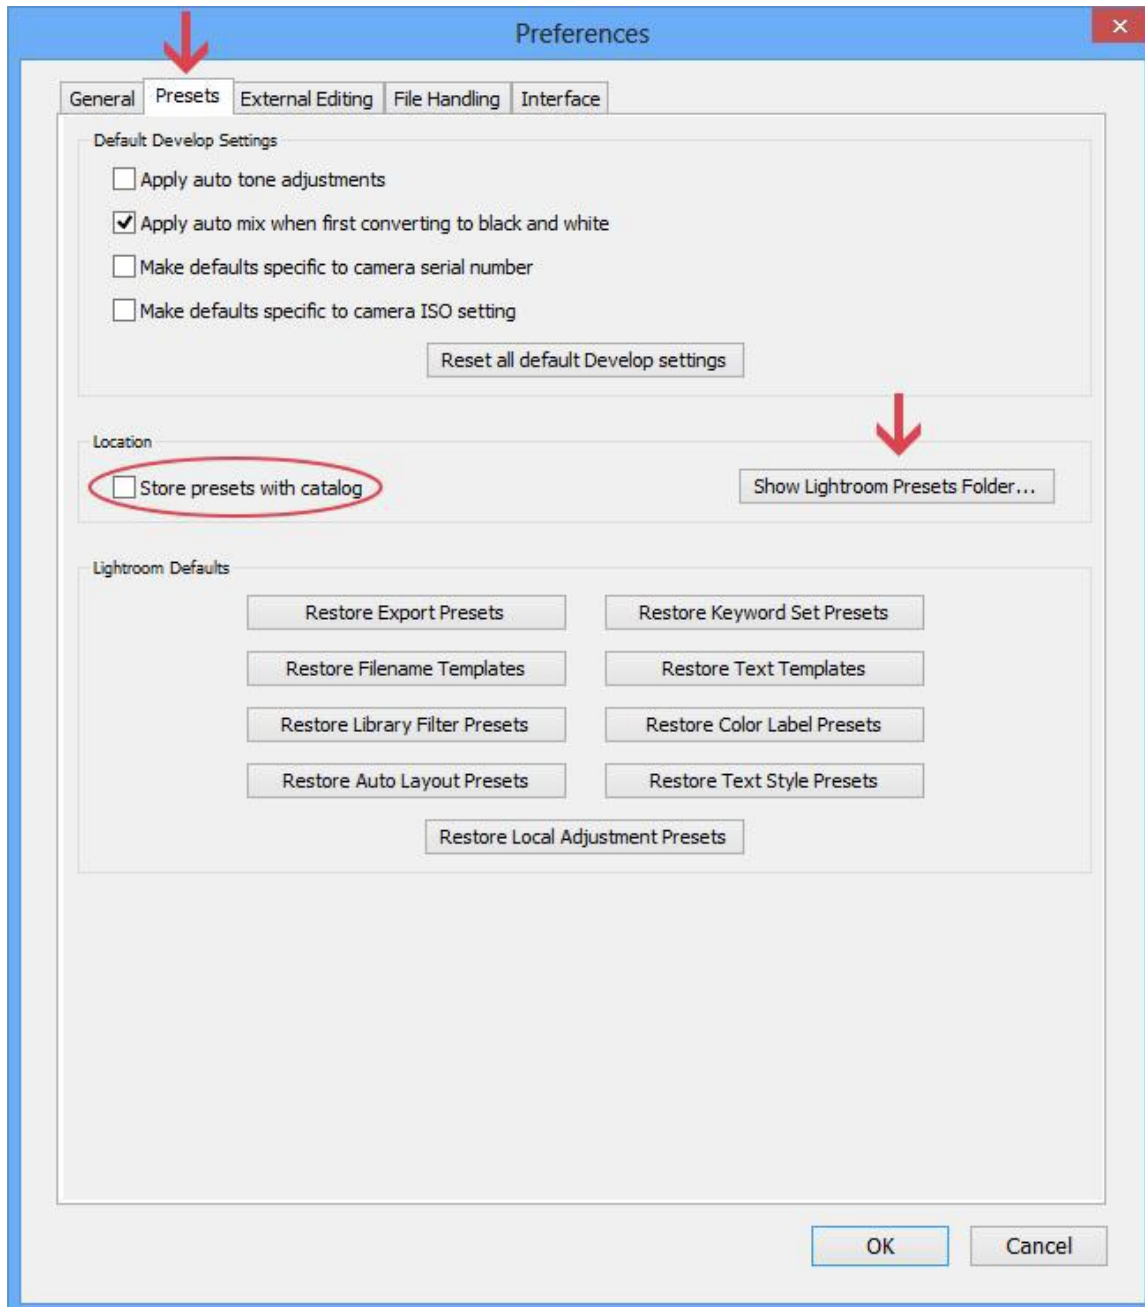 Preferences
General Presets External Editing File Handling Interface
Default Develop Settings
Apply auto tone adjustments
Apply auto mix when first converting to black and white
Make defaults specific to camera serial number
Make defaults specific to camera ISO setting
Reset all default Develop settings
Location
Store presets with catalog Show Lightroom Presets Folder...
Lightroom Defaults
Restore Export Presets Restore Keyword Set Presets
Restore Filename Templates Restore Text Templates
Restore Library Filter Presets Restore Color Label Presets
Restore Auto Layout Presets Restore Text Style Presets
Restore Local Adjustment Presets
OK Cancel